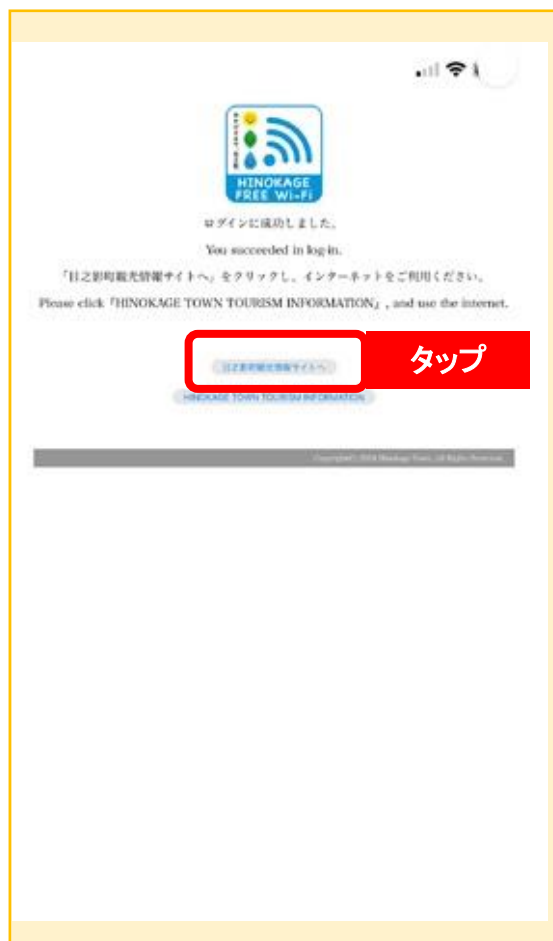 HINOKAGE
FREE Wi-Fi
ログインに成功しました。
You succeeded in log-in.
「日之影町観光情報サイトへ」をクリックし、インターネットをご利用ください。
Please click「HINOKAGE TOWN TOURISM INFORMATION」, and use the internet.
日之影町観光情報サイトへ
タップ
HINOKAGE TOWN TOURISM INFORMATION